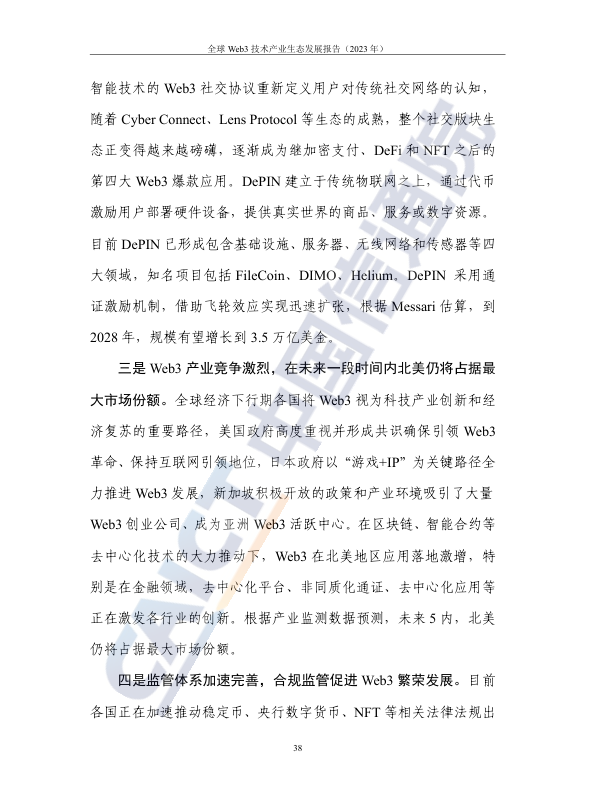 全球 Web3 技术产业生态发展报告（2023 年）
智能技术的 Web3 社交协议重新定义用户对传统社交网络的认知，
随着 Cyber Connect、Lens Protocol 等生态的成熟，整个社交版块生
态正变得越来越磅礴，逐渐成为继加密支付、DeFi 和 NFT 之后的
第四大 Web3 爆款应用。DePIN 建立于传统物联网之上，通过代币
激励用户部署硬件设备，提供真实世界的商品、服务或数字资源。
目前 DePIN 已形成包含基础设施、服务器、无线网络和传感器等四
大领域，知名项目包括 FileCoin、DIMO、Helium。DePIN 采用通
证激励机制，借助飞轮效应实现迅速扩张，根据 Messari 估算，到
2028 年，规模有望增长到 3.5 万亿美金。
三是 Web3 产业竞争激烈，在未来一段时间内北美仍将占据最
大市场份额。全球经济下行期各国将 Web3 视为科技产业创新和经
济复苏的重要路径，美国政府高度重视并形成共识确保引领 Web3
革命、保持互联网引领地位，日本政府以“游戏+IP”为关键路径全
力推进 Web3 发展，新加坡积极开放的政策和产业环境吸引了大量
Web3 创业公司、成为亚洲 Web3 活跃中心。在区块链、智能合约等
去中心化技术的大力推动下，Web3 在北美地区应用落地激增，特
别是在金融领域，去中心化平台、非同质化通证、去中心化应用等
正在激发各行业的创新。根据产业监测数据预测，未来 5 内，北美
仍将占据最大市场份额。
四是监管体系加速完善，合规监管促进 Web3 繁荣发展。目前
各国正在加速推动稳定币、央行数字货币、NFT 等相关法律法规出
38
CAICT 中国信通院